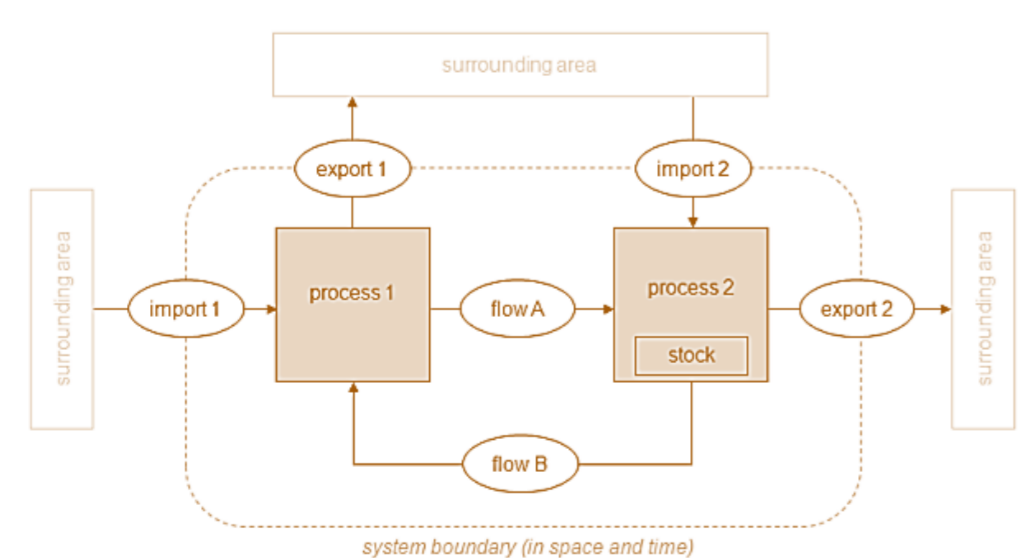 surrounding area
export 1
import 2
surrounding area
import 1
process 1
flow A
process 2
stock
export 2
surrounding area
flow B
system boundary (in space and time)